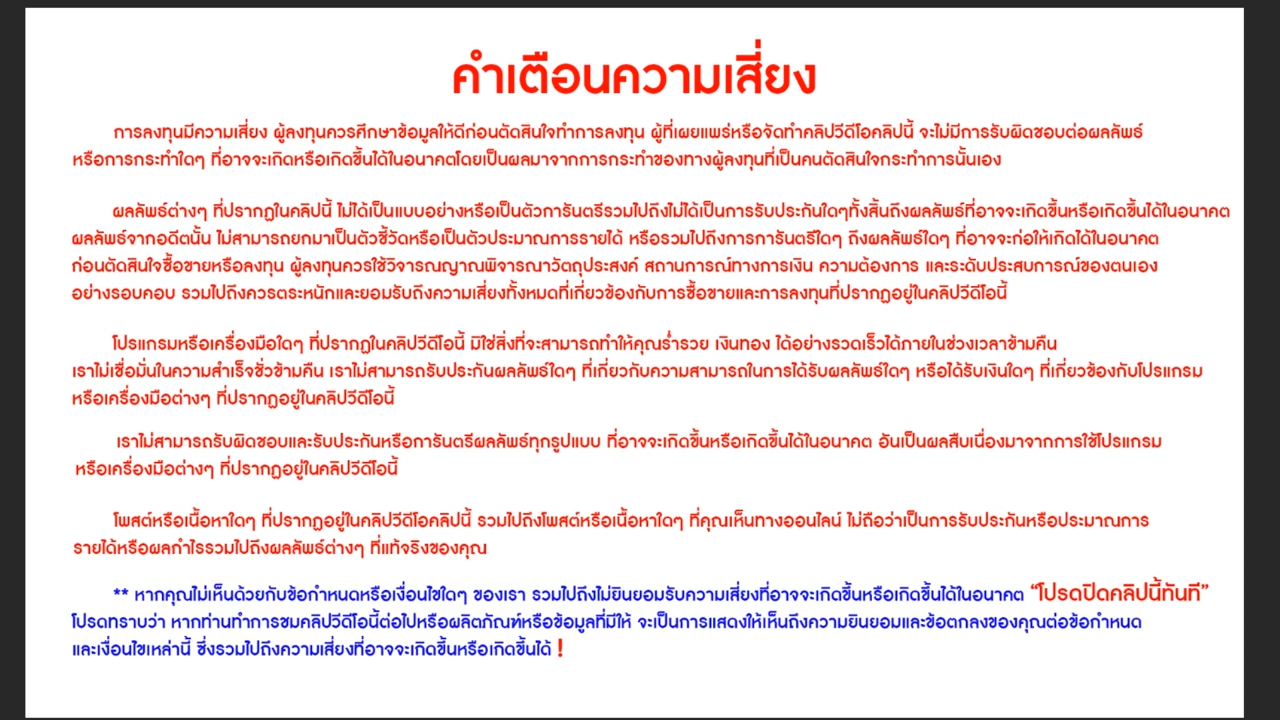 คำเตือนความเสี่ยง
การลงทุนมีความเสี่ยง ผู้ลงทุนควรศึกษาข้อมูลให้ดีก่อนตัดสินใจทำการลงทุน ผู้ที่เผยแพร่หรือจัดทำคลิปวีดีโอคลิปนี้ จะไม่มีการรับผิดชอบต่อผลลัพธ์
หรือการกระทำใดๆ ที่อาจจะเกิดหรือเกิดขึ้นได้ในอนาคตโดยเป็นผลมาจากการกระทำของทางผู้ลงทุนที่เป็นคนตัดสินใจกระทำการนั้นเอง
ผลลัพธ์ต่างๆ ที่ปรากฏในคลิปนี้ ไม่ได้เป็นแบบอย่างหรือเป็นตัวการันตรีรวมไปถึงไม่ได้เป็นการรับประกันใดๆทั้งสิ้นถึงผลลัพธ์ที่อาจจะเกิดขึ้นหรือเกิดขึ้นได้ในอนาคต
ผลลัพธ์จากอดีตนั้น ไม่สามารถยกมาเป็นตัวชี้วัดหรือเป็นตัวประมาณการรายได้ หรือรวมไปถึงการการันตรีใดๆ ถึงผลลัพธ์ใดๆ ที่อาจจะก่อให้เกิดได้ในอนาคต
ก่อนตัดสินใจซื้อขายหรือลงทุน ผู้ลงทุนควรใช้วิจารณญาณพิจารณาวัตถุประสงค์ สถานการณ์ทางการเงิน ความต้องการ และระดับประสบการณ์ของตนเอง
อย่างรอบคอบ รวมไปถึงควรตระหนักและยอมรับถึงความเสี่ยงทั้งหมดที่เกี่ยวข้องกับการซื้อขายและการลงทุนที่ปรากฏอยู่ในคลิปวีดีโอนี้
โปรแกรมหรือเครื่องมือใดๆ ที่ปรากฏในคลิปวีดีโอนี้ มิใช่สิ่งที่จะสามารถทำให้คุณร่ำรวย เงินทอง ได้อย่างรวดเร็วได้ภายในช่วงเวลาข้ามคืน
เราไม่เชื่อมั่นในความสำเร็จชั่วข้ามคืน เราไม่สามารถรับประกันผลลัพธ์ใดๆ ที่เกี่ยวกับความสามารถในการได้รับผลลัพธ์ใดๆ หรือได้รับเงินใดๆ ที่เกี่ยวข้องกับโปรแกรม
หรือเครื่องมือต่างๆ ที่ปรากฏอยู่ในคลิปวีดีโอนี้
เราไม่สามารถรับผิดชอบและรับประกันหรือการันตรีผลลัพธ์ทุกรูปแบบ ที่อาจจะเกิดขึ้นหรือเกิดขึ้นได้ในอนาคต อันเป็นผลสืบเนื่องมาจากการใช้โปรแกรม
หรือเครื่องมือต่างๆ ที่ปรากฏอยู่ในคลิปวีดีโอนี้
โพสต์หรือเนื้อหาใดๆ ที่ปรากฏอยู่ในคลิปวีดีโอคลิปนี้ รวมไปถึงโพสต์หรือเนื้อหาใดๆ ที่คุณเห็นทางออนไลน์ ไม่ถือว่าเป็นการรับประกันหรือประมาณการ
รายได้หรือผลกำไรรวมไปถึงผลลัพธ์ต่างๆ ที่แท้จริงของคุณ
** หากคุณไม่เห็นด้วยกับข้อกำหนดหรือเงื่อนไขใดๆ ของเรา รวมไปถึงไม่ยินยอมรับความเสี่ยงที่อาจจะเกิดขึ้นหรือเกิดขึ้นได้ในอนาคต “โปรดปิดคลิปนี้ทันที”
โปรดทราบว่า หากท่านทำการชมคลิปวีดีโอนี้ต่อไปหรือผลิตภัณฑ์หรือข้อมูลที่มีให้ จะเป็นการแสดงให้เห็นถึงความยินยอมและข้อตกลงของคุณต่อข้อกำหนด
และเงื่อนไขเหล่านี้ ซึ่งรวมไปถึงความเสี่ยงที่อาจจะเกิดขึ้นหรือเกิดขึ้นได้ !